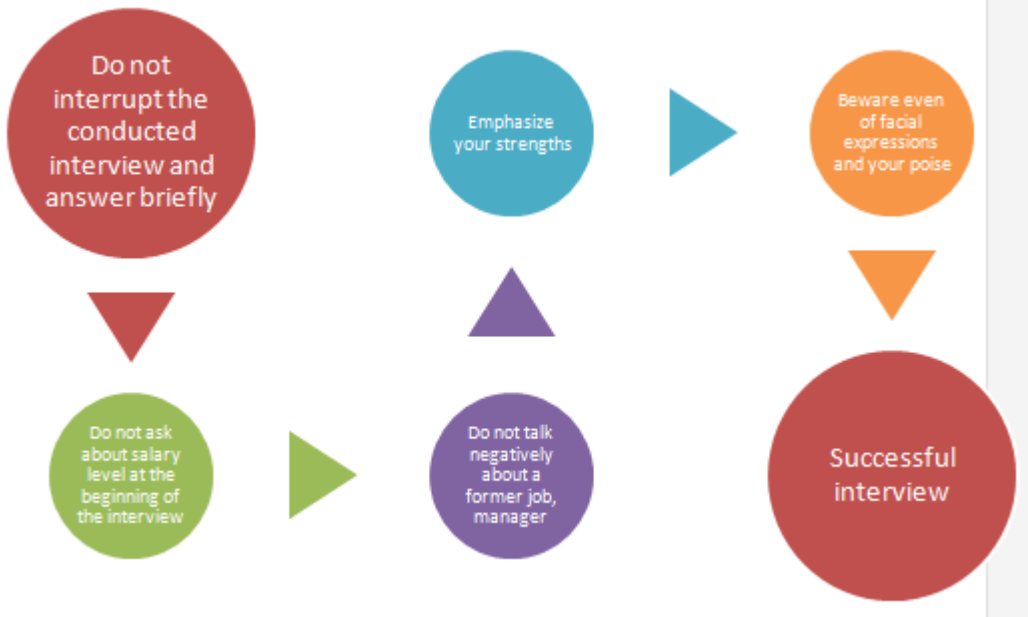 Do not
interrupt the
conducted
interview and
answer briefly
Do not ask
about salary
level at the
beginning of
the interview
Do not talk
negatively
about a
former job,
manager
Emphasize
your strengths
Beware even
of facial
expressions
and your poise
Successful
interview